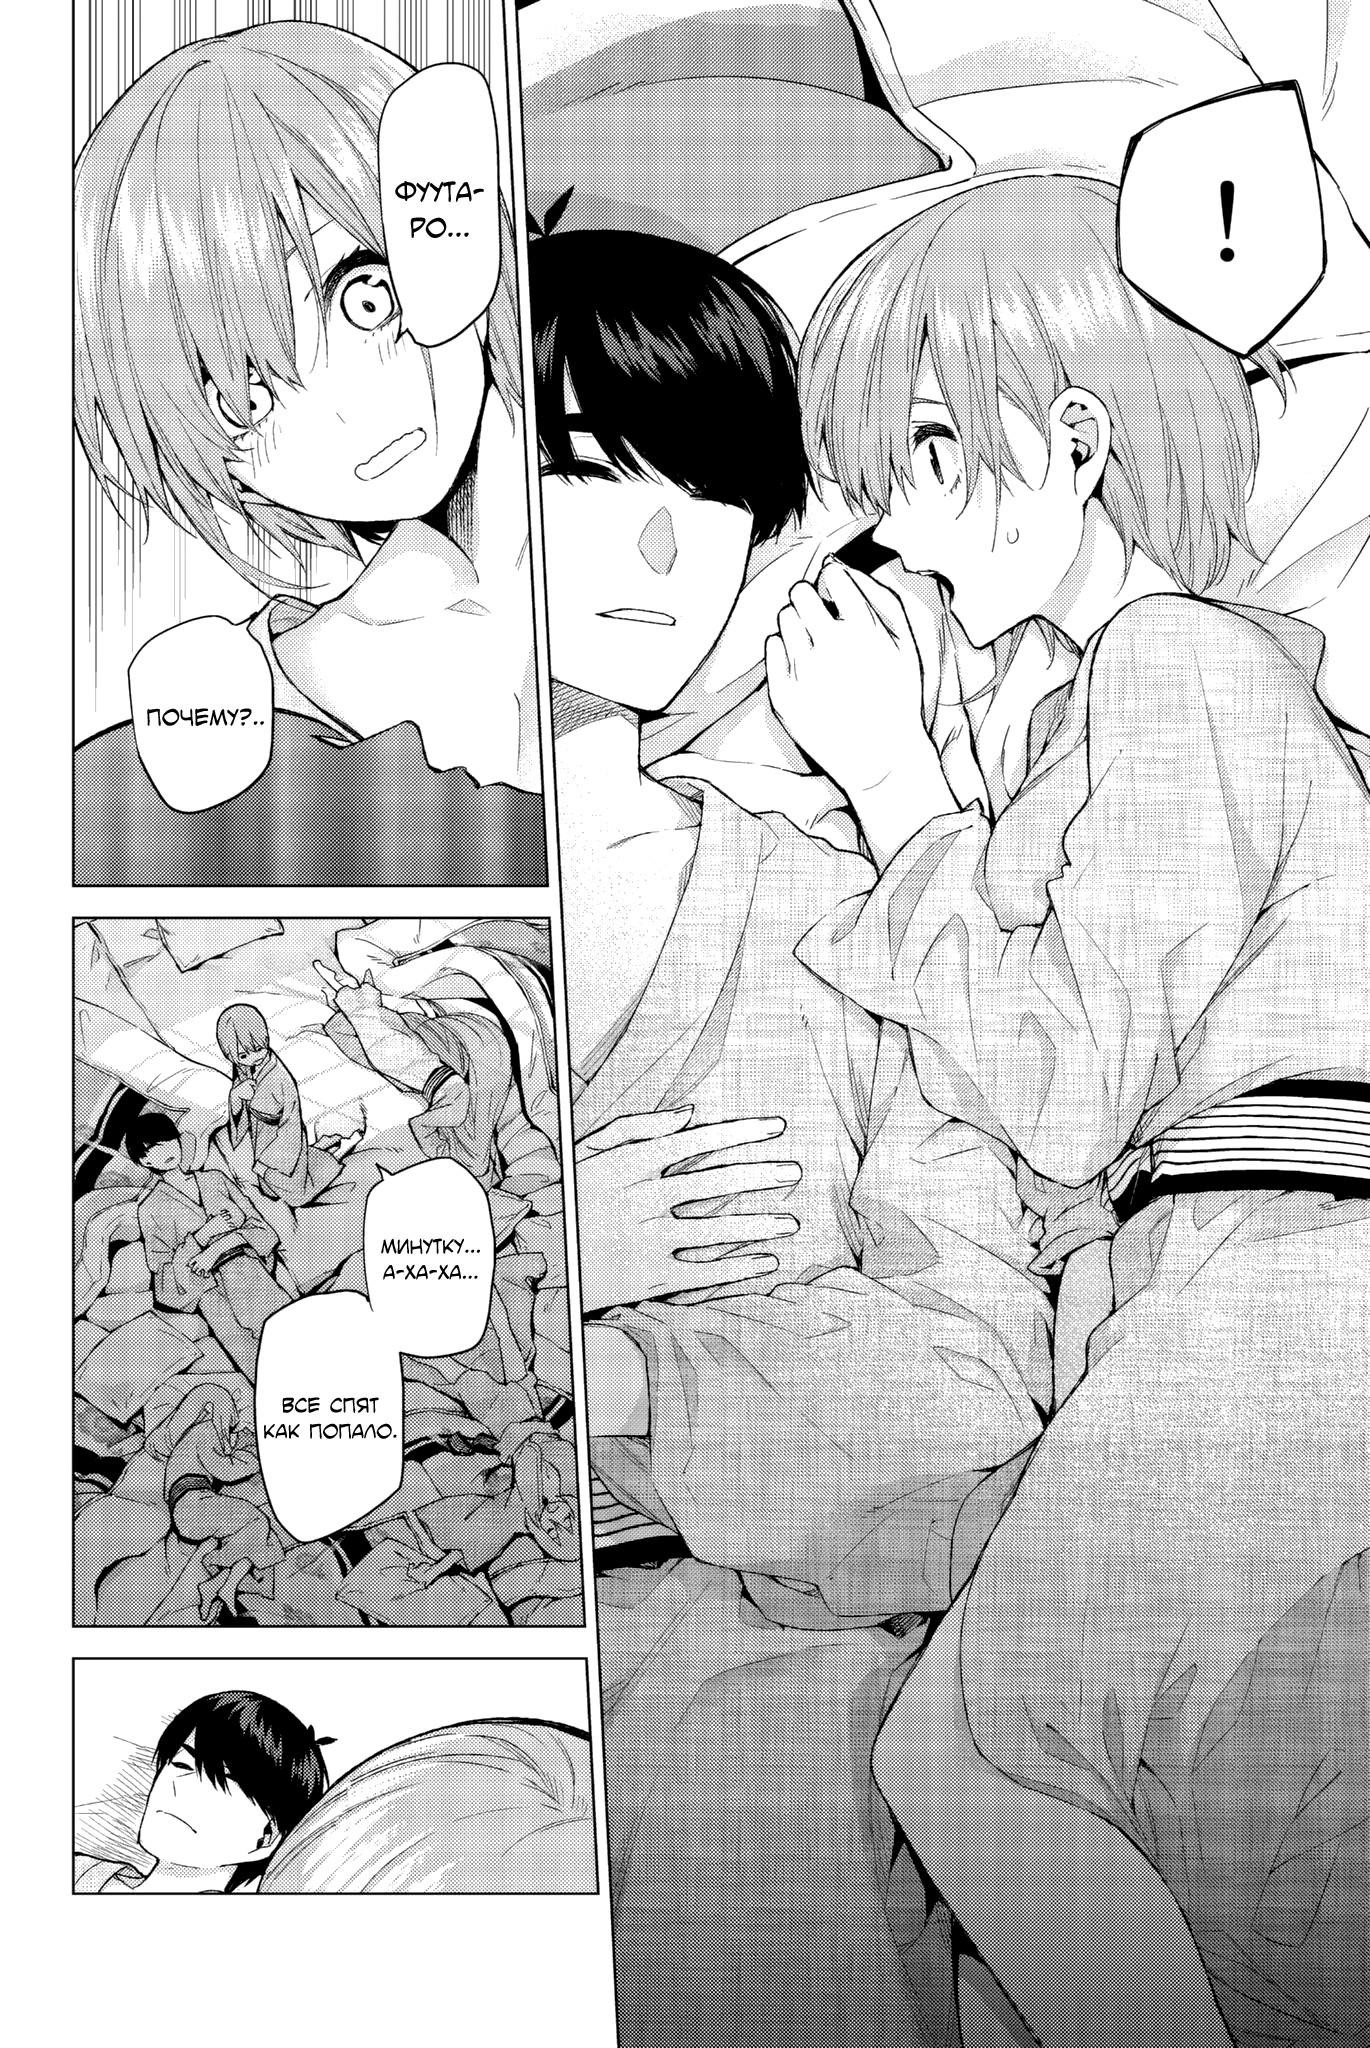 !
ФУУТА-
РО...
ПОЧЕМУ?..
МИНУТКУ...
А-ХА-ХА...
ВСЕ СПЯТ
КАК ПОПАЛО.